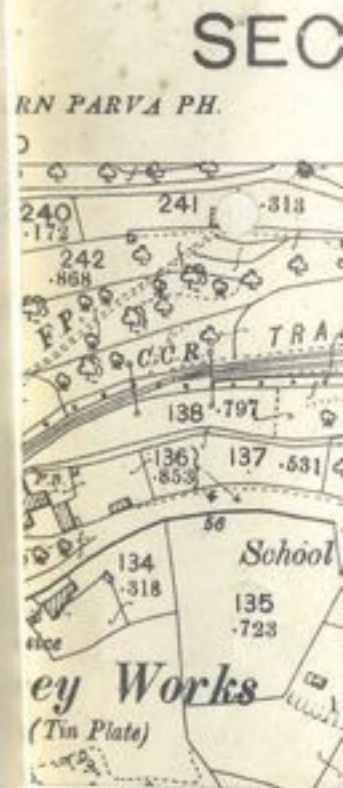 SEC
RN PARVA PH.
240
.172
241
.313
242
.868
F.P.
C.C.R.
TRA
138 .797
136
.853
137 .531
P.P.
56
134
.318
School
135
.723
ey Works
(Tin Plate)